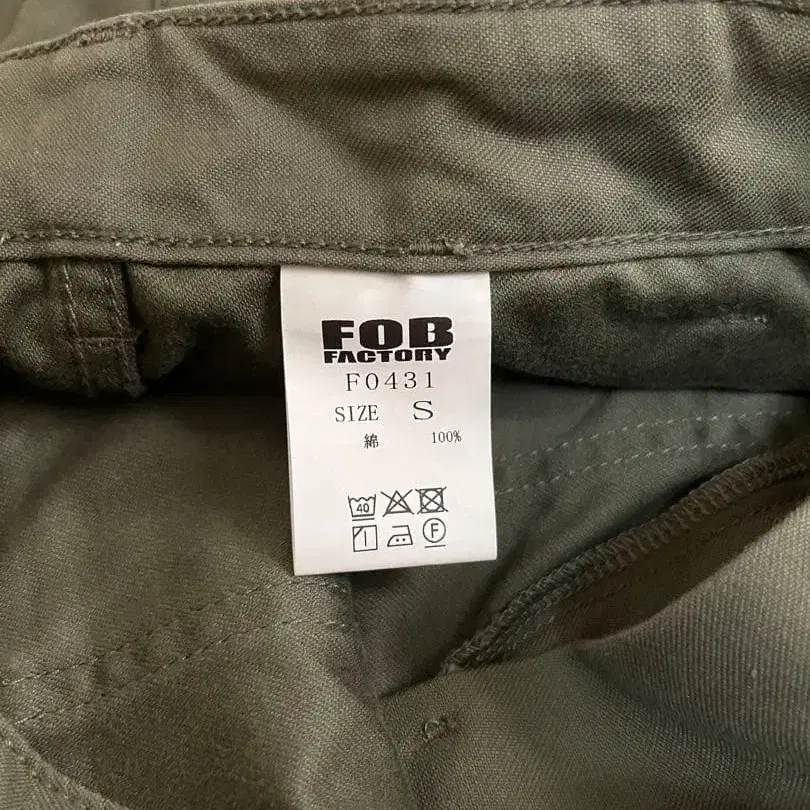 FOB
FACTORY
F0431
SIZE S
綿 100%
40
F